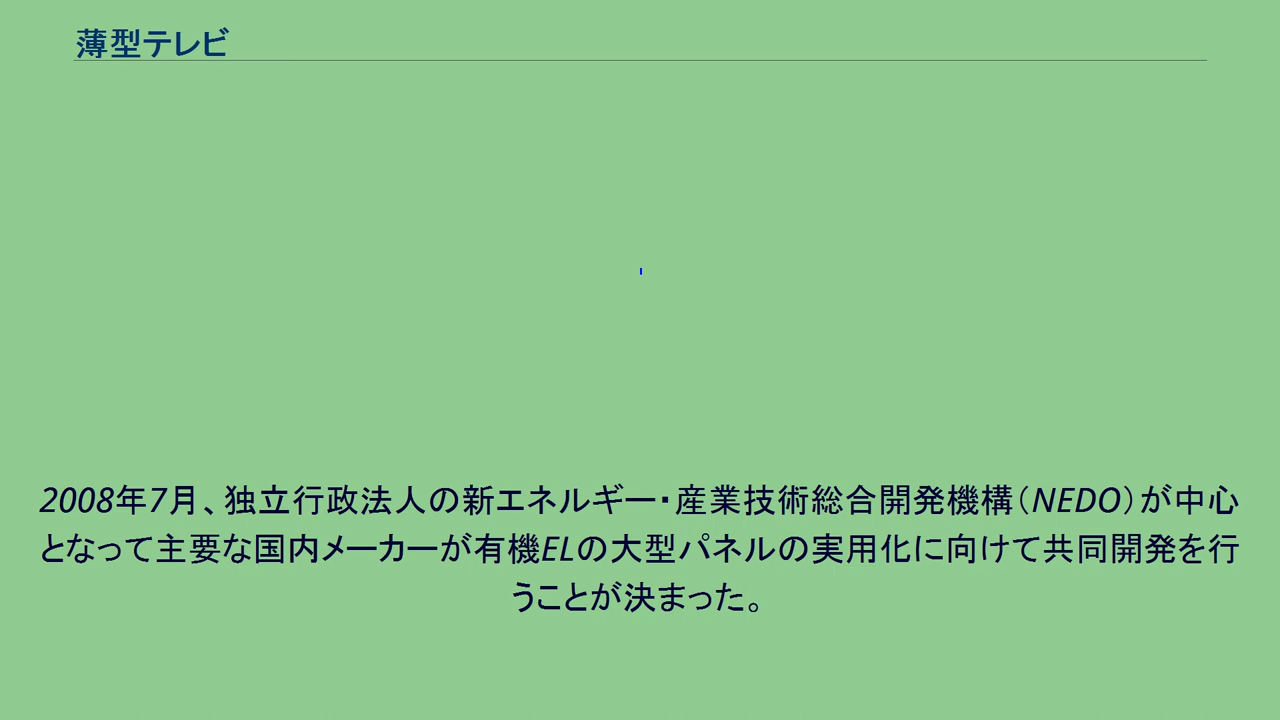 薄型テレビ
2008年7月、独立行政法人の新エネルギー・産業技術総合開発機構（NEDO）が中心
となって主要な国内メーカーが有機ELの大型パネルの実用化に向けて共同開発を行
うことが決まった。